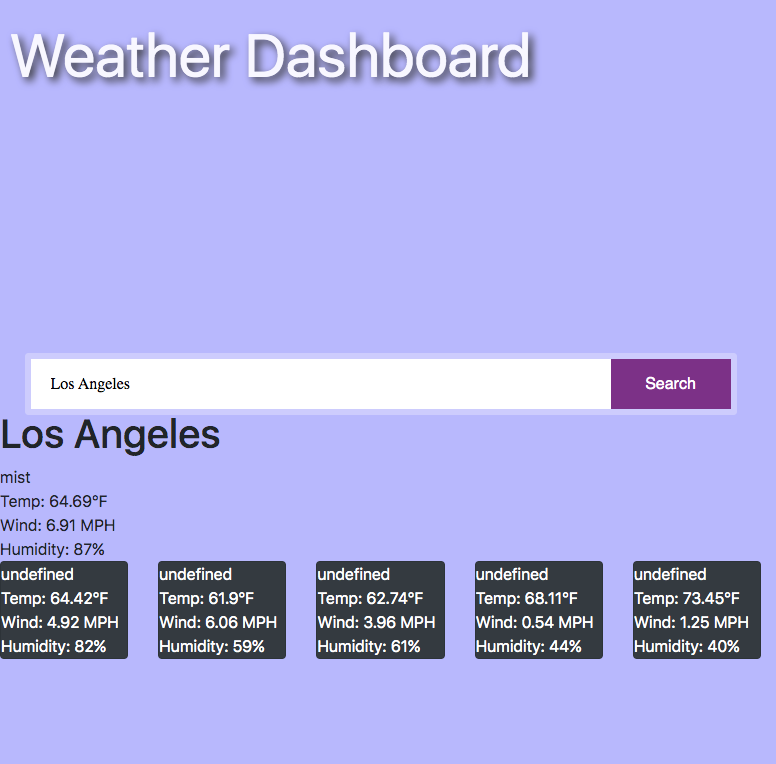 Weather Dashboard
Los Angeles
Search
Los Angeles
mist
Temp: 64.69°F
Wind: 6.91 MPH
Humidity: 87%
undefined
Temp: 64.42°F
Wind: 4.92 MPH
Humidity: 82%
undefined
Temp: 61.9°F
Wind: 6.06 MPH
Humidity: 59%
undefined
Temp: 62.74°F
Wind: 3.96 MPH
Humidity: 61%
undefined
Temp: 68.11°F
Wind: 0.54 MPH
Humidity: 44%
undefined
Temp: 73.45°F
Wind: 1.25 MPH
Humidity: 40%